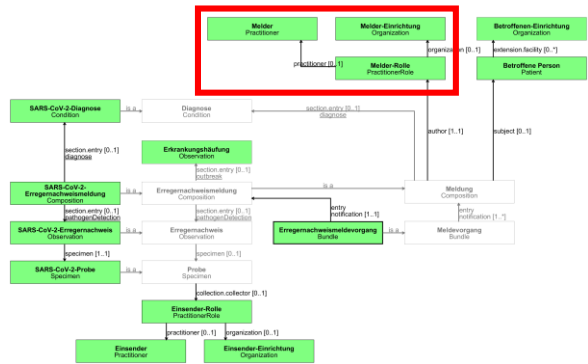 Melder
Practitioner
Melder-Einrichtung
Organization
Betroffenen-Einrichtung
Organization
practitioner [0..1]
organization [0..1]
extension.facility [0..*]
Melder-Rolle
PractitionerRole
Betroffene Person
Patient
SARS-CoV-2-Diagnose
Condition
is a
Diagnose
Condition
section.entry [0..1]
diagnose
author [1..1]
subject [0..1]
section.entry [0..1]
diagnose
Erkrankungshäufung
Observation
section.entry [0..1]
outbreak
SARS-CoV-2-
Erregernachweismeldung
Composition
is a
Erregernachweismeldung
Composition
is a
Meldung
Composition
section.entry [0..1]
pathogenDetection
section.entry [0..1]
pathogenDetection
entry
notification [1..1]
entry
notification [1..*]
SARS-CoV-2-Erregernachweis
Observation
is a
Erregernachweis
Observation
Erregernachweismeldevorgang
Bundle
is a
Meldevorgang
Bundle
specimen [1..1]
specimen [0..1]
SARS-CoV-2-Probe
Specimen
is a
Probe
Specimen
collection.collector [0..1]
Einsender-Rolle
PractitionerRole
practitioner [0..1]
organization [0..1]
Einsender
Practitioner
Einsender-Einrichtung
Organization